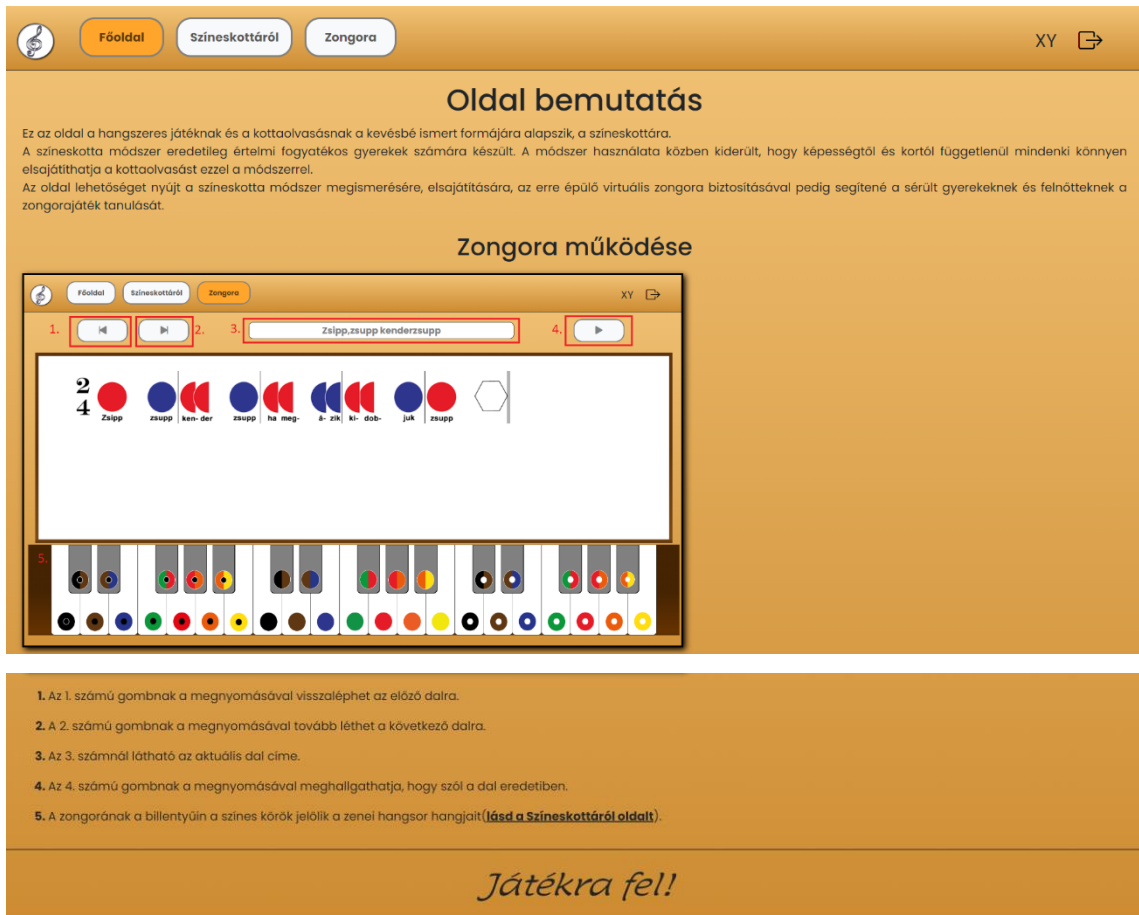 Főoldal Színeskottáról Zongora XY
Oldal bemutatás
Ez az oldal a hangszeres játéknak és a kottaolvasásnak a kevésbé ismert formájára alapszik, a színeskottára.
A színeskotta módszer eredetileg értelmi fogyatékos gyerekek számára készült. A módszer használata közben kiderült, hogy képességtől és kortól függetlenül mindenki könnyen
elsajátíthatja a kottaolvasást ezzel a módszerrel.
Az oldal lehetőséget nyújt a színeskotta módszer megismerésére, elsajátítására, az erre épülő virtuális zongora biztosításával pedig segítené a sérült gyerekeknek és felnőtteknek a
zongorajáték tanulását.
Zongora működése
Főoldal Színeskottáról Zongora XY
1. 2. 3. Zsipp,zsupp kenderzsupp 4.
2
4
Zsipp zsupp ken- der zsupp ha meg- á- zik ki- dob- juk zsupp
5.
1. Az 1. számú gombnak a megnyomásával visszaléphet az előző dalra.
2. A 2. számú gombnak a megnyomásával tovább léthet a következő dalra.
3. Az 3. számnál látható az aktuális dal címe.
4. Az 4. számú gombnak a megnyomásával meghallgathatja, hogy szól a dal eredetiben.
5. A zongorának a billentyűin a színes körök jelölik a zenei hangsor hangjait(lásd a Színeskottáról oldalt).
Játékra fel!